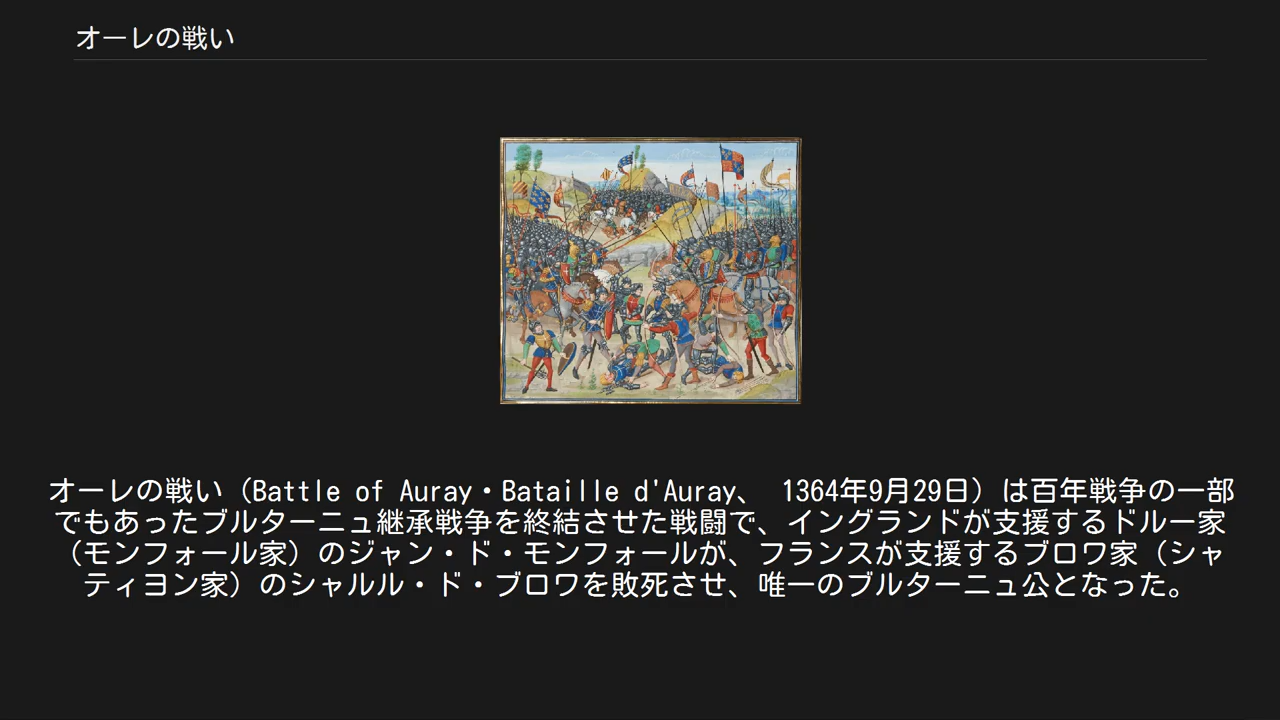 オーレの戦い
オーレの戦い（Battle of Auray・Bataille d'Auray、 1364年9月29日）は百年戦争の一部
でもあったブルターニュ継承戦争を終結させた戦闘で、イングランドが支援するドルー家
（モンフォール家）のジャン・ド・モンフォールが、フランスが支援するブロワ家（シャ
ティヨン家）のシャルル・ド・ブロワを敗死させ、唯一のブルターニュ公となった。